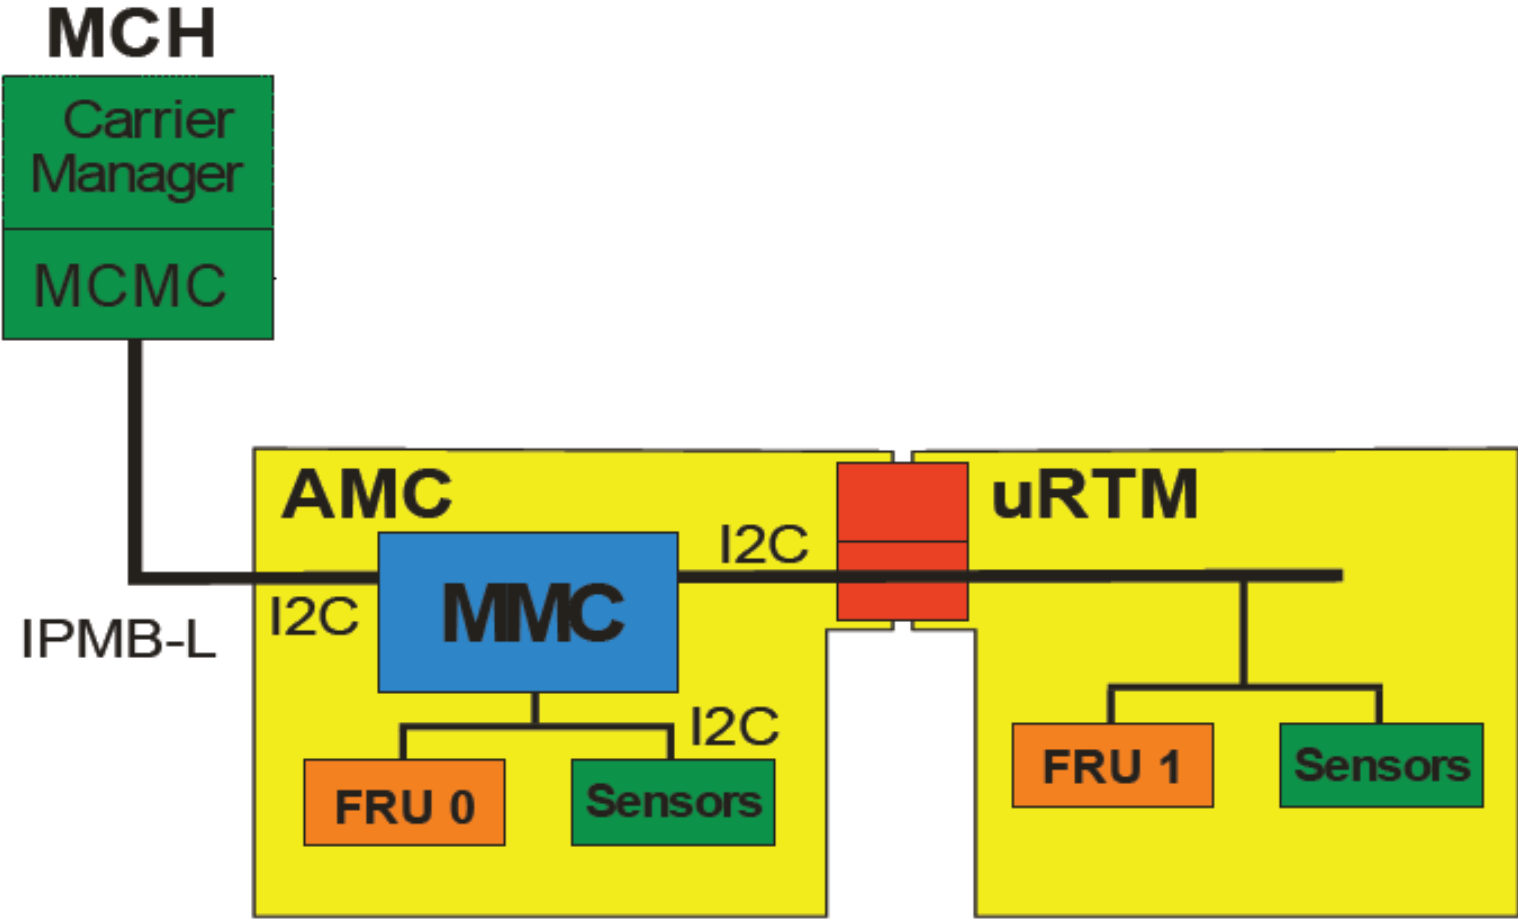 MCH
Carrier
Manager
MCMC
AMC
uRTM
I2C
I2C
MMC
IPMB-L
I2C
FRU 0
Sensors
FRU 1
Sensors